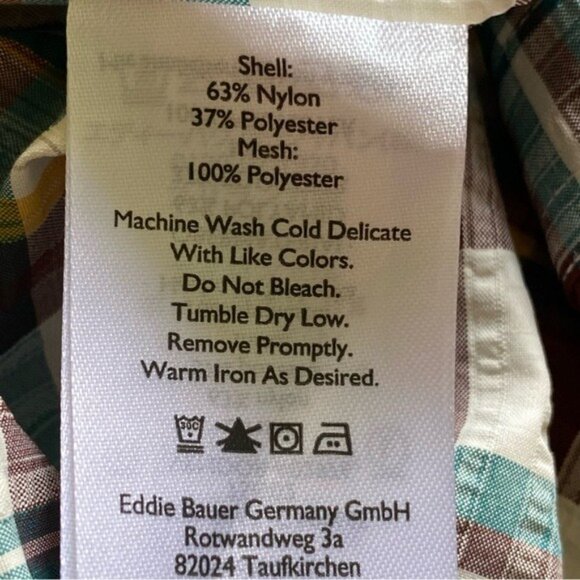 Shell:
63% Nylon
37% Polyester
Mesh:
100% Polyester
Machine Wash Cold Delicate
With Like Colors.
Do Not Bleach.
Tumble Dry Low.
Remove Promptly.
Warm Iron As Desired.
30C
Eddie Bauer Germany GmbH
Rotwandweg 3a
82024 Taufkirchen